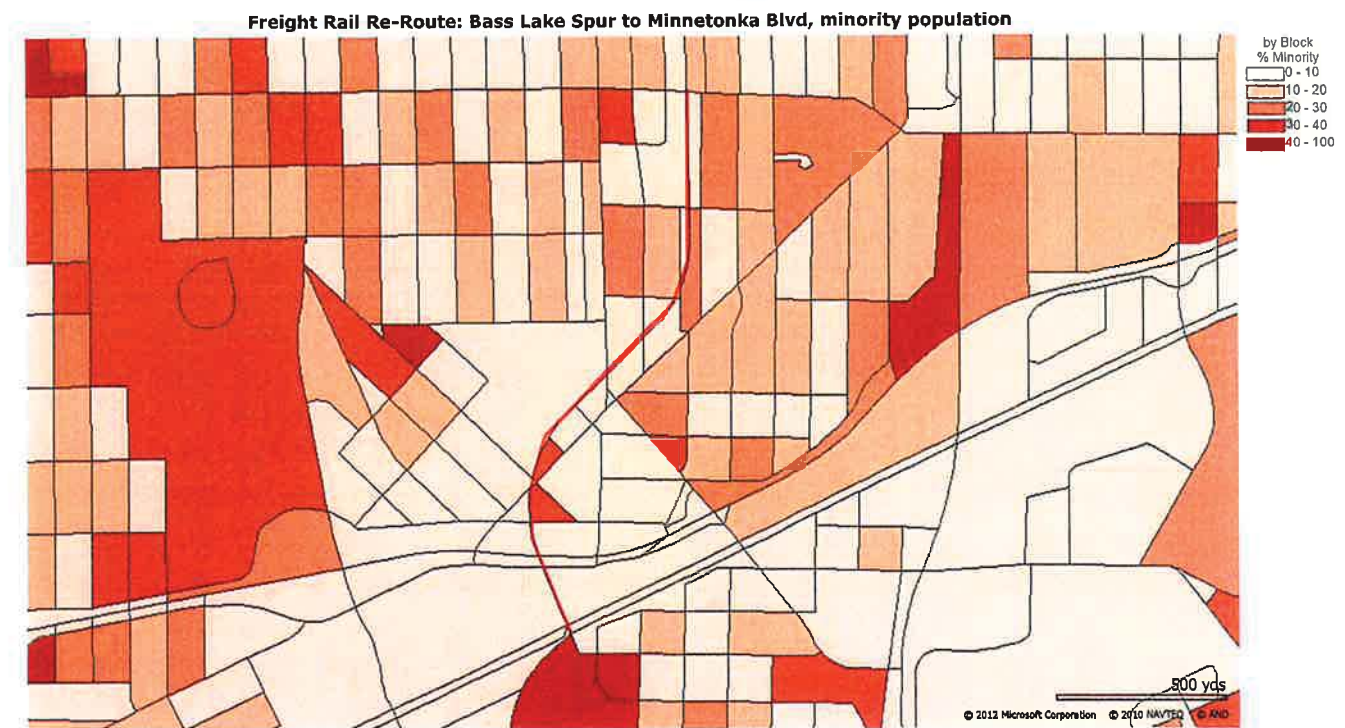 Freight Rail Re-Route: Bass Lake Spur to Minnetonka Blvd, minority population
by Block
% Minority
0 - 10
10 - 20
20 - 30
30 - 40
40 - 100
500 yds
© 2012 Microsoft Corporation © 2010 NAVTEQ © AND